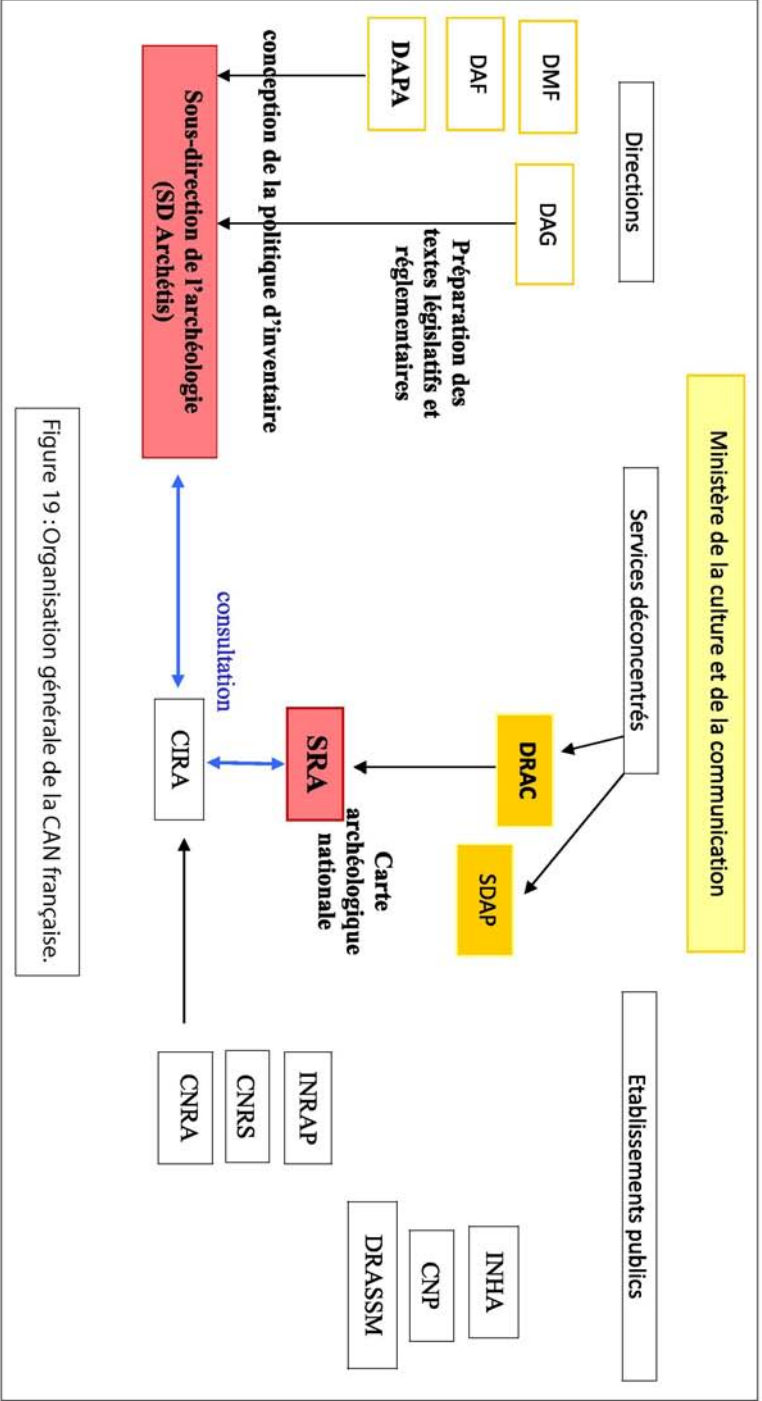 Ministère de la culture et de la communication
Directions
Services déconcentrés
Etablissements publics
DMF
DAG
DAF
DAPA
Préparation des
textes législatifs et
réglementaires
conception de la politique d'inventaire
Sous-direction de l'archéologie
(SD Archétis)
DRAC
SDAP
Carte
archéologique
nationale
SRA
consultation
CIRA
INRAP
CNRS
CNRA
INHA
CNP
DRASSM
Figure 19 :Organisation générale de la CAN française.